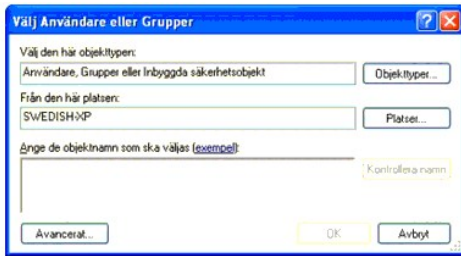 Välj Användare eller Grupper
Välj den här objekttypen:
Användare, Grupper eller Inbyggda säkerhetsobjekt
Objekttyper...
Från den här platsen:
SWEDISH-XP
Platser...
Ange de objektnamn som ska väljas (exempel):
Kontrollera namn
Avancerat...
OK
Avbryt